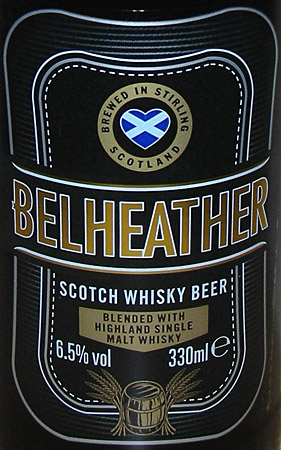 BREWED IN STIRLING
SCOTLAND
BELHEATHER
SCOTCH WHISKY BEER
BLENDED WITH
HIGHLAND SINGLE
MALT WHISKY
6.5% vol 330ml ℮